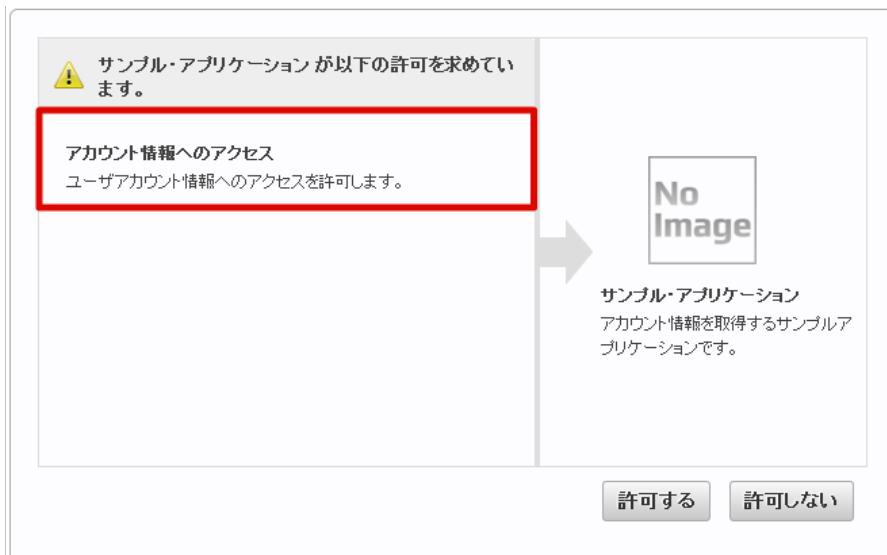 サンプル・アプリケーション が以下の許可を求めてい
ます。
アカウント情報へのアクセス
ユーザアカウント情報へのアクセスを許可します。
No
Image
サンプル・アプリケーション
アカウント情報を取得するサンプルア
プリケーションです。
許可する
許可しない